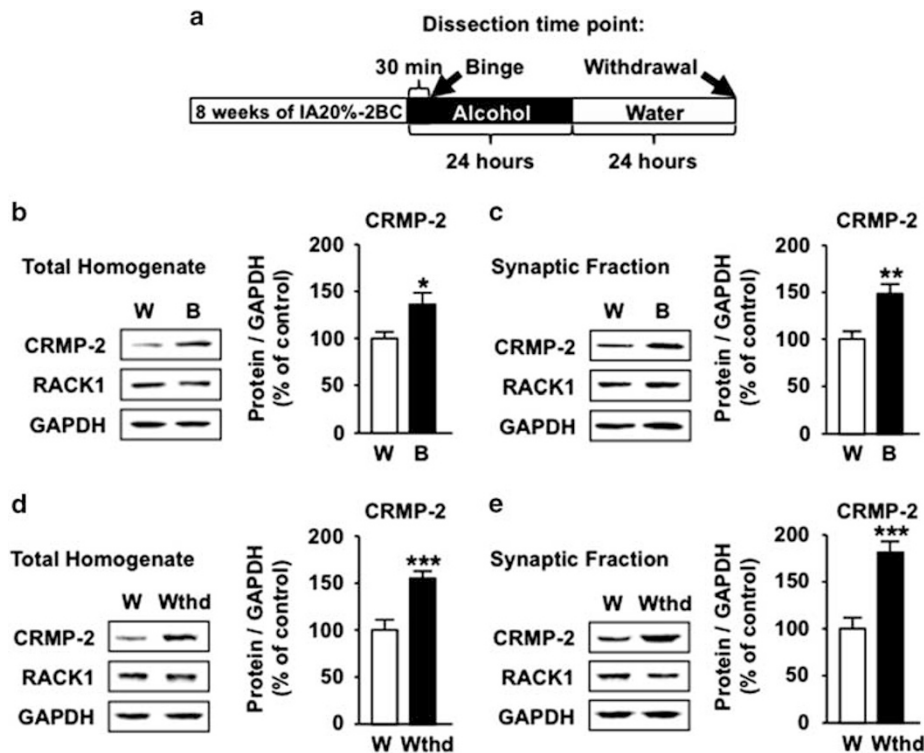 a
Dissection time point:
30 min Binge Withdrawal
8 weeks of IA20%-2BC Alcohol Water
24 hours 24 hours
b
Total Homogenate
W B
CRMP-2
RACK1
GAPDH
CRMP-2
Protein / GAPDH
(% of control)
200
150
100
50
0
*
W B
c
Synaptic Fraction
W B
CRMP-2
RACK1
GAPDH
CRMP-2
Protein / GAPDH
(% of control)
200
150
100
50
0
**
W B
d
Total Homogenate
W Wthd
CRMP-2
RACK1
GAPDH
CRMP-2
Protein / GAPDH
(% of control)
200
150
100
50
0
***
W Wthd
e
Synaptic Fraction
W Wthd
CRMP-2
RACK1
GAPDH
CRMP-2
Protein / GAPDH
(% of control)
200
150
100
50
0
***
W Wthd